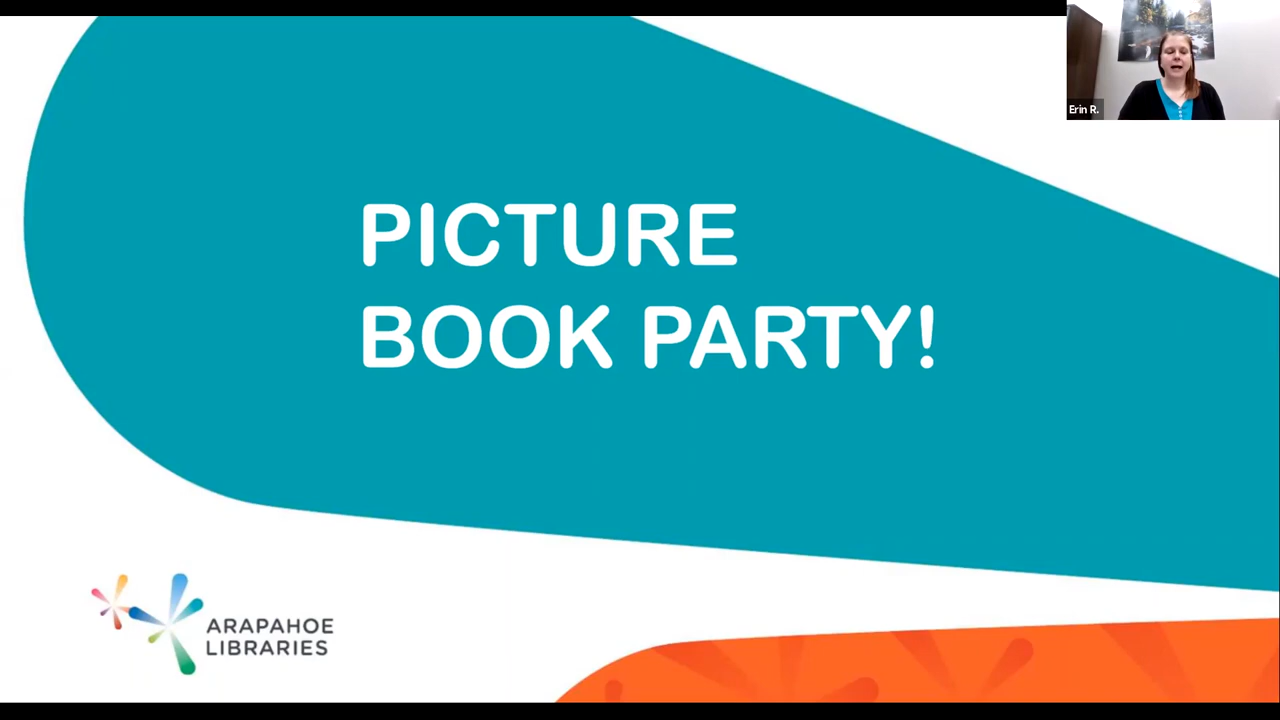 Erin R.
PICTURE
BOOK PARTY!
ARAPAHOE
LIBRARIES